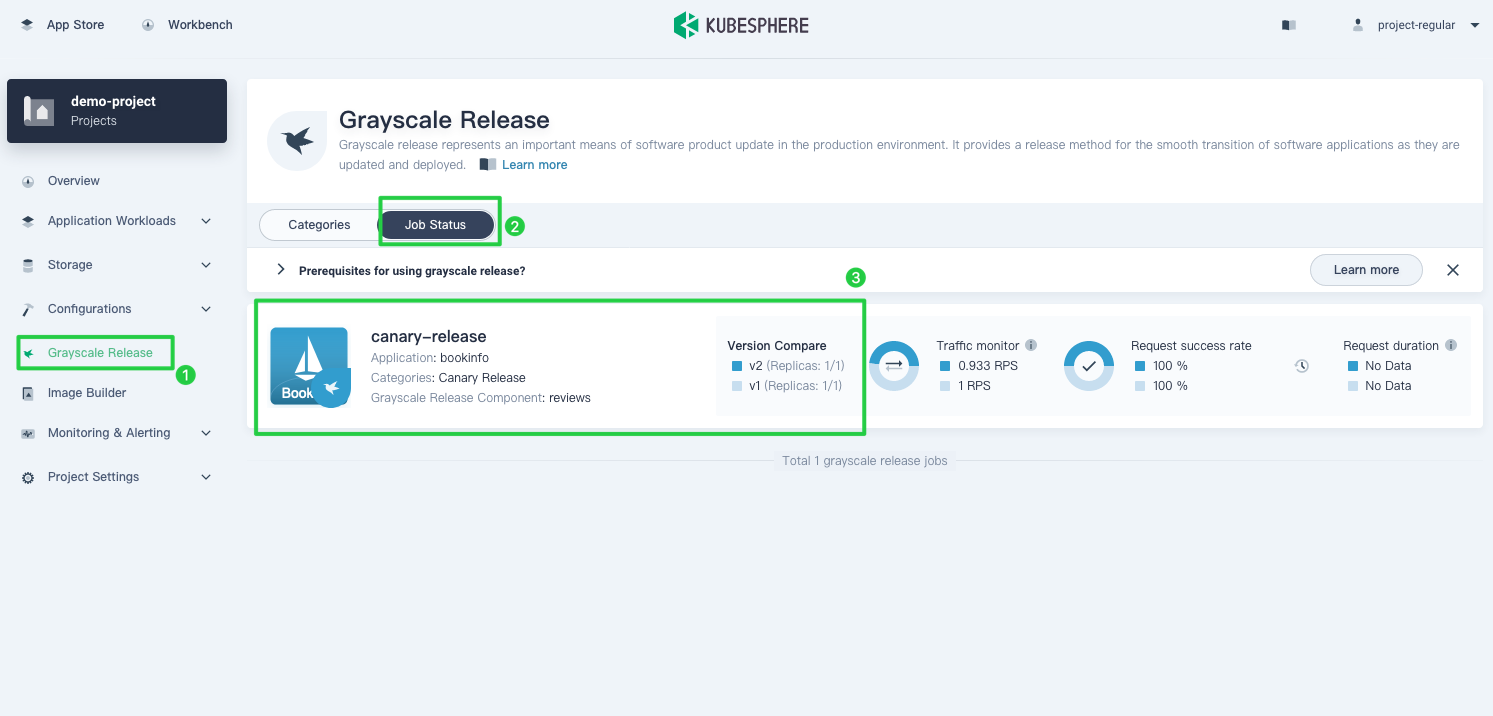 App Store
Workbench
KUBESPHERE
project-regular
demo-project
Projects
Overview
Application Workloads
Storage
Configurations
Grayscale Release
1
Image Builder
Monitoring & Alerting
Project Settings
Grayscale Release
Grayscale release represents an important means of software product update in the production environment. It provides a release method for the smooth transition of software applications as they are
updated and deployed. Learn more
Categories
Job Status
2
Prerequisites for using grayscale release?
Learn more
3
Book
canary-release
Application: bookinfo
Categories: Canary Release
Grayscale Release Component: reviews
Version Compare
v2 (Replicas: 1/1)
v1 (Replicas: 1/1)
Traffic monitor
0.933 RPS
1 RPS
Request success rate
100 %
100 %
Request duration
No Data
No Data
Total 1 grayscale release jobs